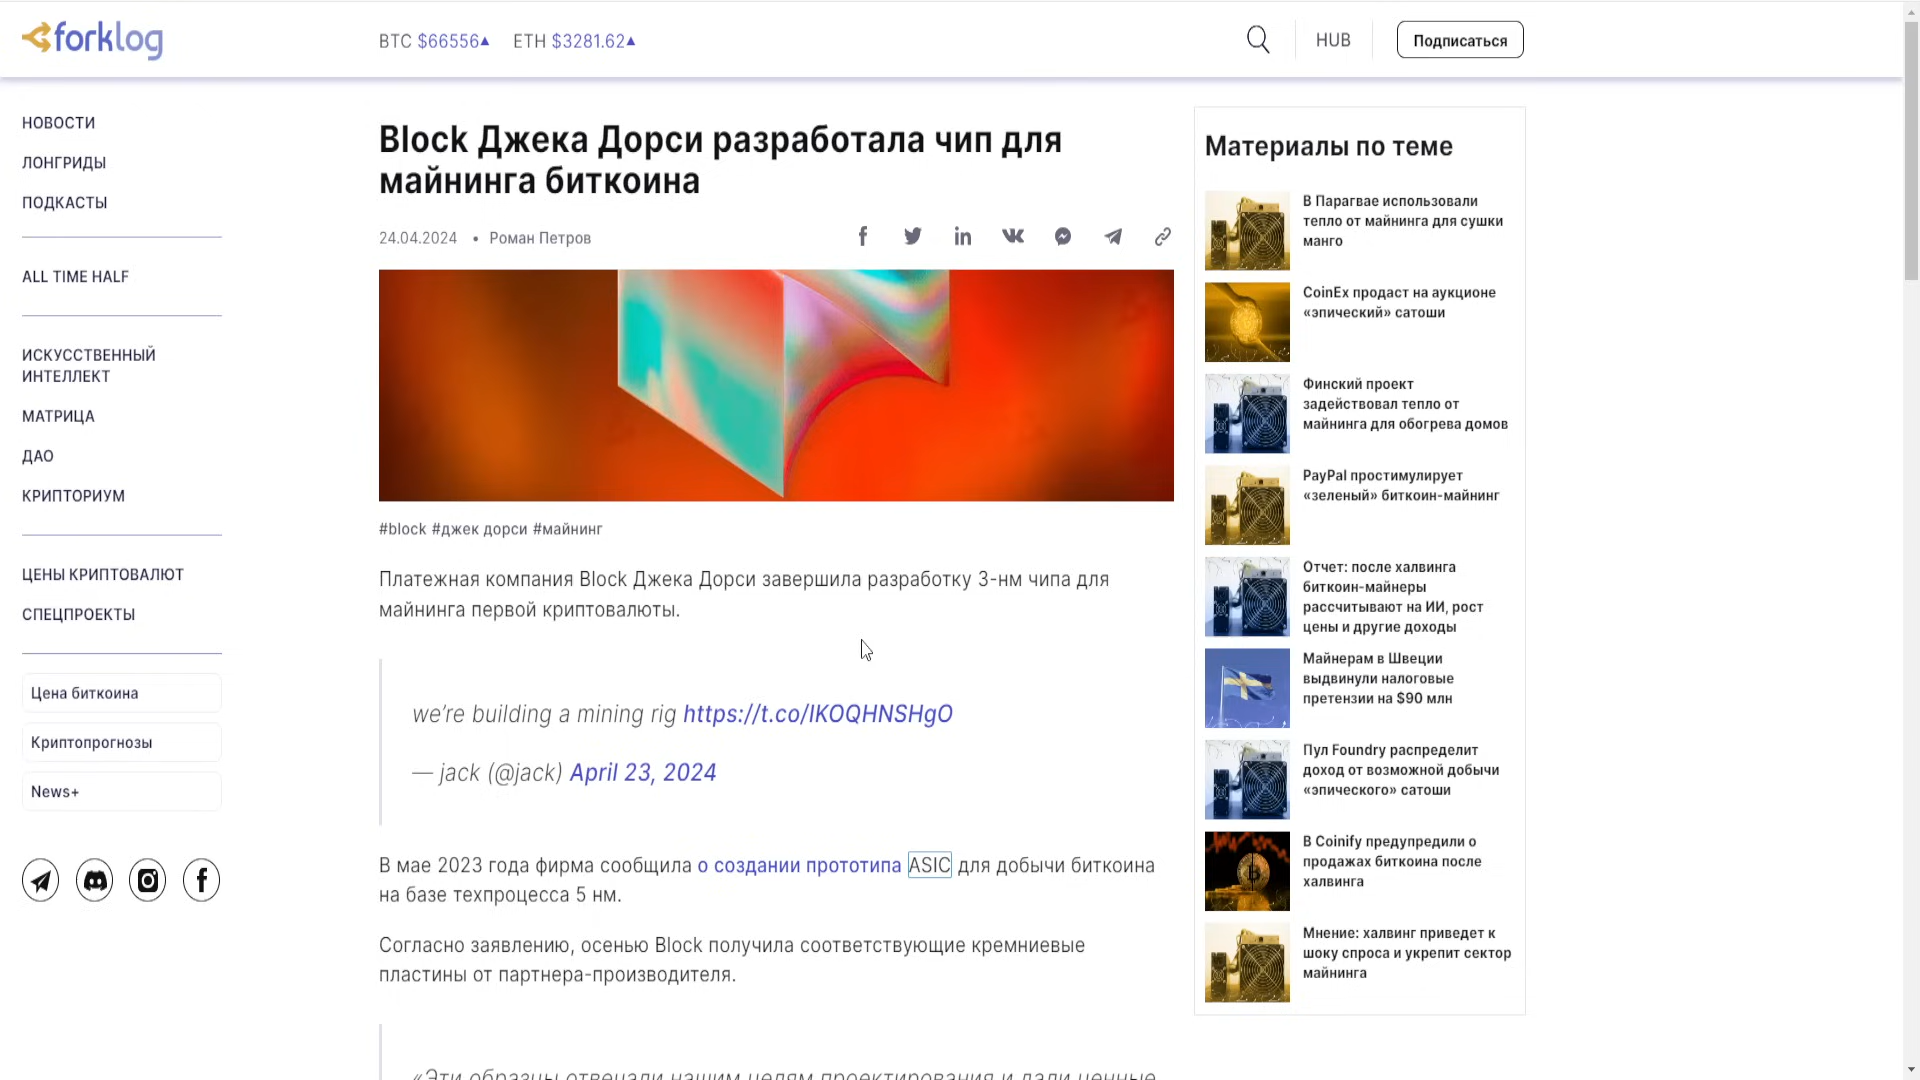 forklog
BTC $66556▲ ETH $3281.62▲
HUB
Подписаться
НОВОСТИ
ЛОНГРИДЫ
ПОДКАСТЫ
ALL TIME HALF
ИСКУССТВЕННЫЙ
ИНТЕЛЛЕКТ
МАТРИЦА
ДАО
КРИПТОРИУМ
ЦЕНЫ КРИПТОВАЛЮТ
СПЕЦПРОЕКТЫ
Цена биткоина
Криптопрогнозы
News+
Block Джека Дорси разработала чип для
майнинга биткоина
24.04.2024 • Роман Петров
#block #джек дорси #майнинг
Платежная компания Block Джека Дорси завершила разработку 3-нм чипа для
майнинга первой криптовалюты.
we’re building a mining rig https://t.co/IKOQHNSHgO
— jack (@jack) April 23, 2024
В мае 2023 года фирма сообщила о создании прототипа ASIC для добычи биткоина
на базе техпроцесса 5 нм.
Согласно заявлению, осенью Block получила соответствующие кремниевые
пластины от партнера-производителя.
«Эти образцы отвечали нашим целям проектирования и дали ценные
Материалы по теме
В Парагвае использовали
тепло от майнинга для сушки
манго
CoinEx продаст на аукционе
«эпический» сатоши
Финский проект
задействовал тепло от
майнинга для обогрева домов
PayPal простимулирует
«зеленый» биткоин-майнинг
Отчет: после халвинга
биткоин-майнеры
рассчитывают на ИИ, рост
цены и другие доходы
Майнерам в Швеции
выдвинули налоговые
претензии на $90 млн
Пул Foundry распределит
доход от возможной добычи
«эпического» сатоши
В Coinify предупредили о
продажах биткоина после
халвинга
Мнение: халвинг приведет к
шоку спроса и укрепит сектор
майнинга